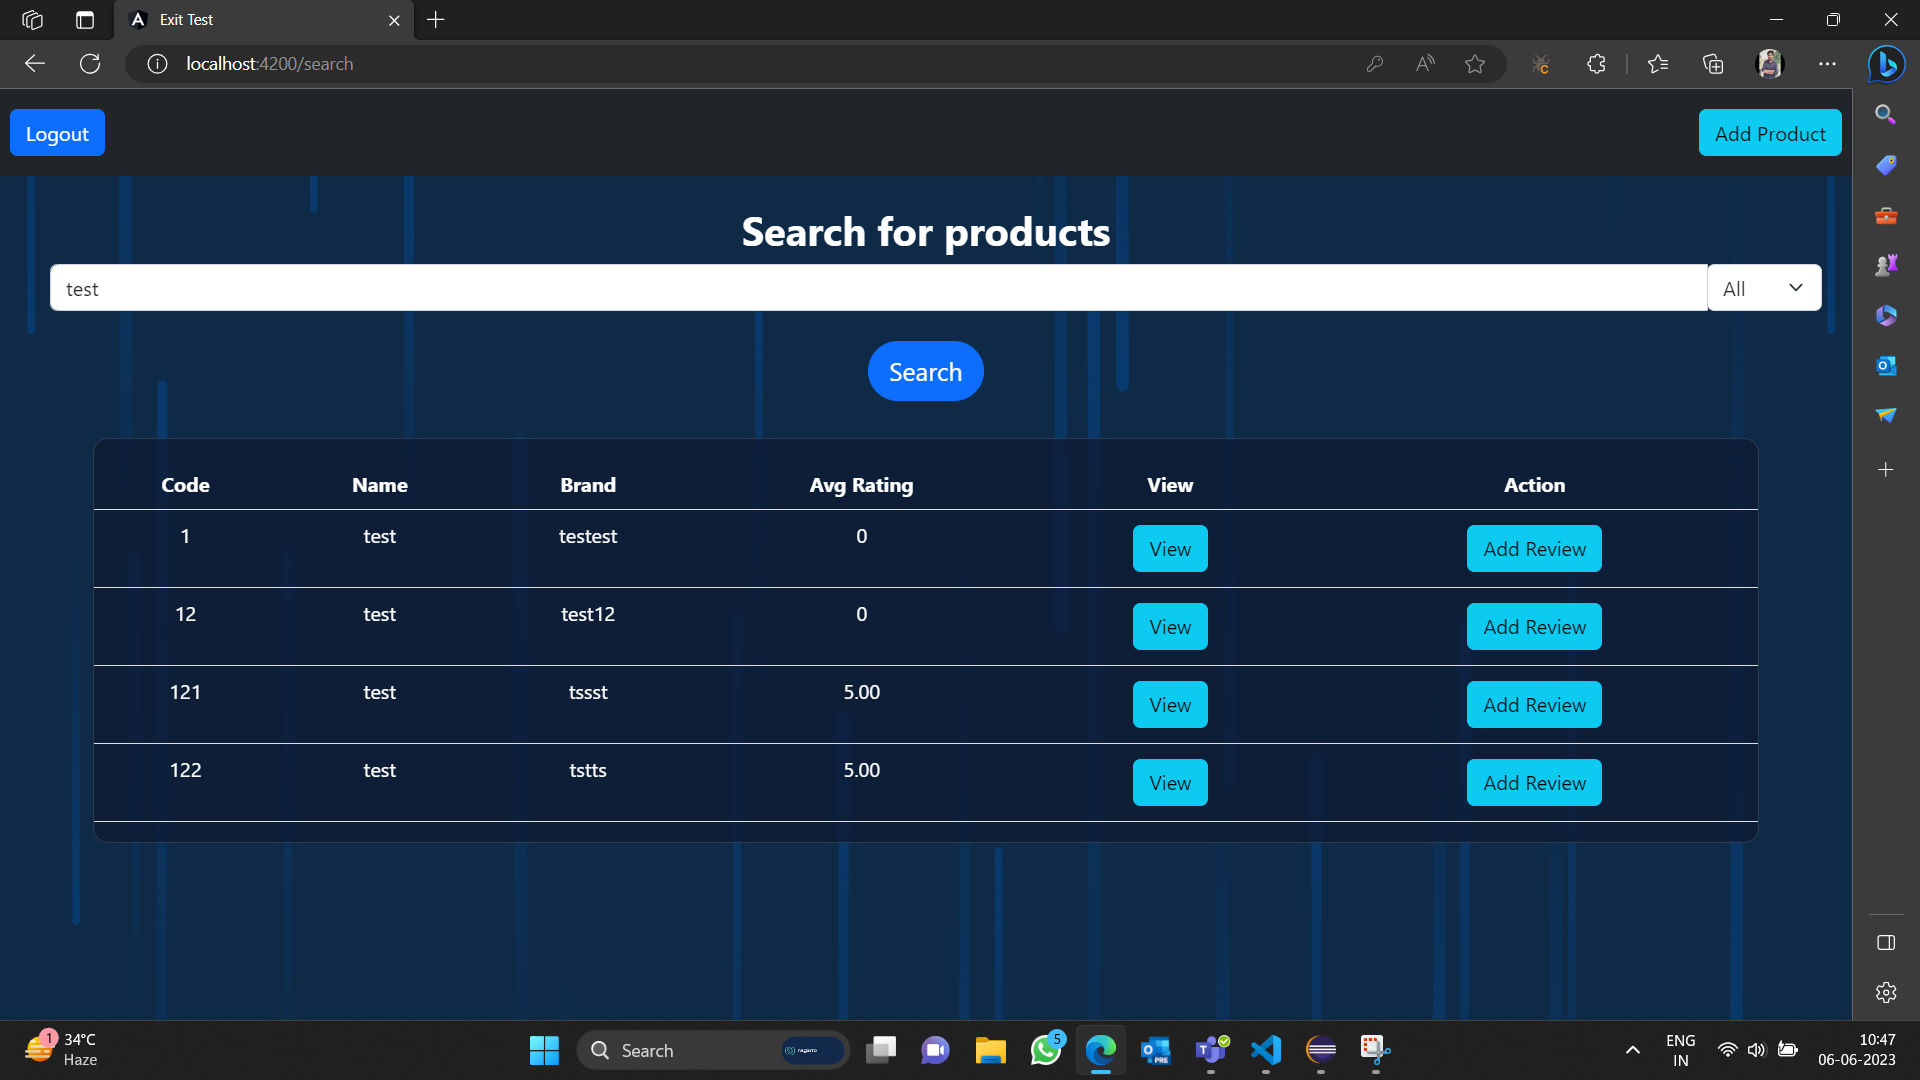 Exit Test
localhost:4200/search
Logout
Add Product
Search for products
test
All
Search
Code Name Brand Avg Rating View Action
1 test testest 0 View Add Review
12 test test12 0 View Add Review
121 test tssst 5.00 View Add Review
122 test tstts 5.00 View Add Review
1
34°C
Haze
Search
nagarro
5
PRE
ENG
IN
10:47
06-06-2023